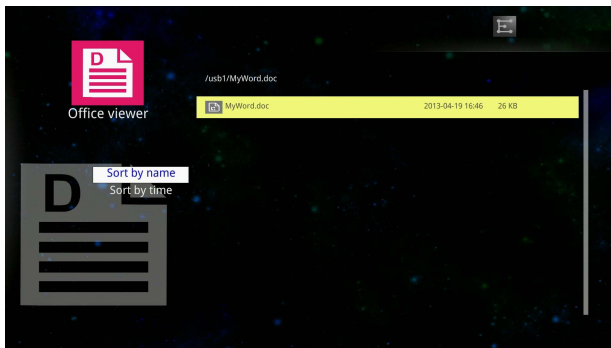 D
Office viewer
Sort by name
Sort by time
D
/usb1/MyWord.doc
MyWord.doc 2013-04-19 16:46 26 KB